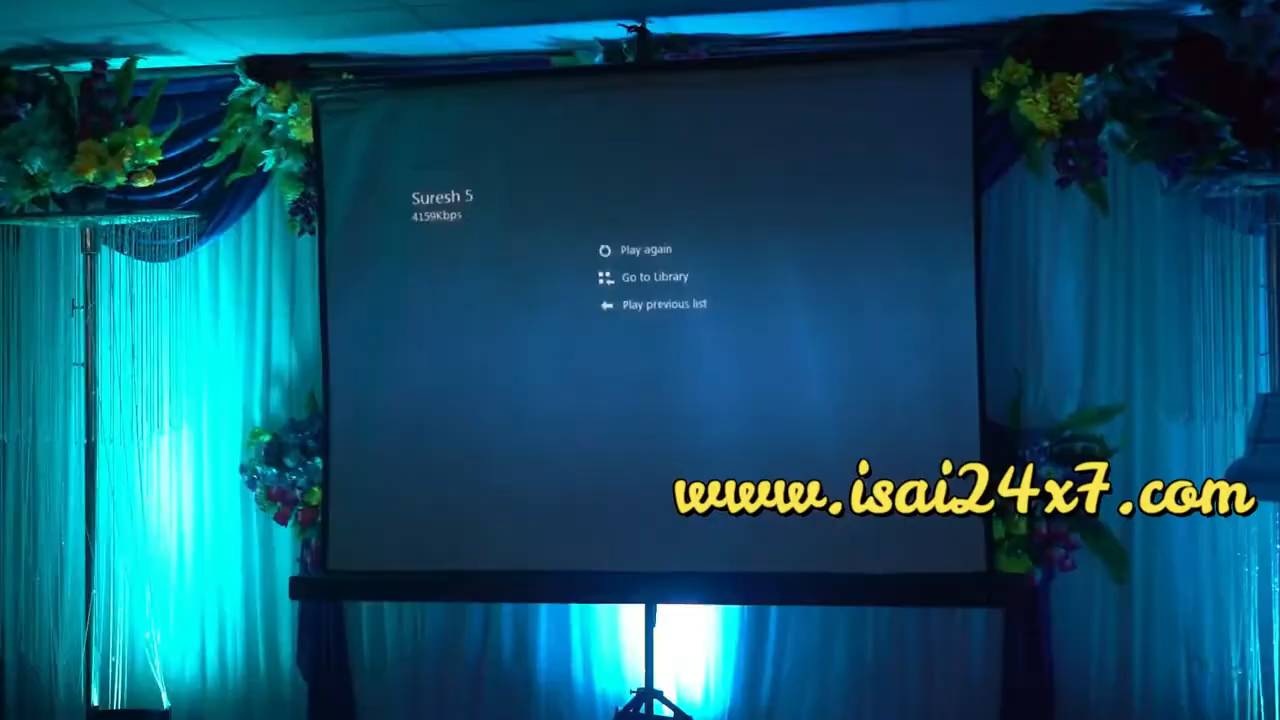 Suresh 5
4159Kbps
Play again
Go to Library
Play previous list
www.isai24x7.com